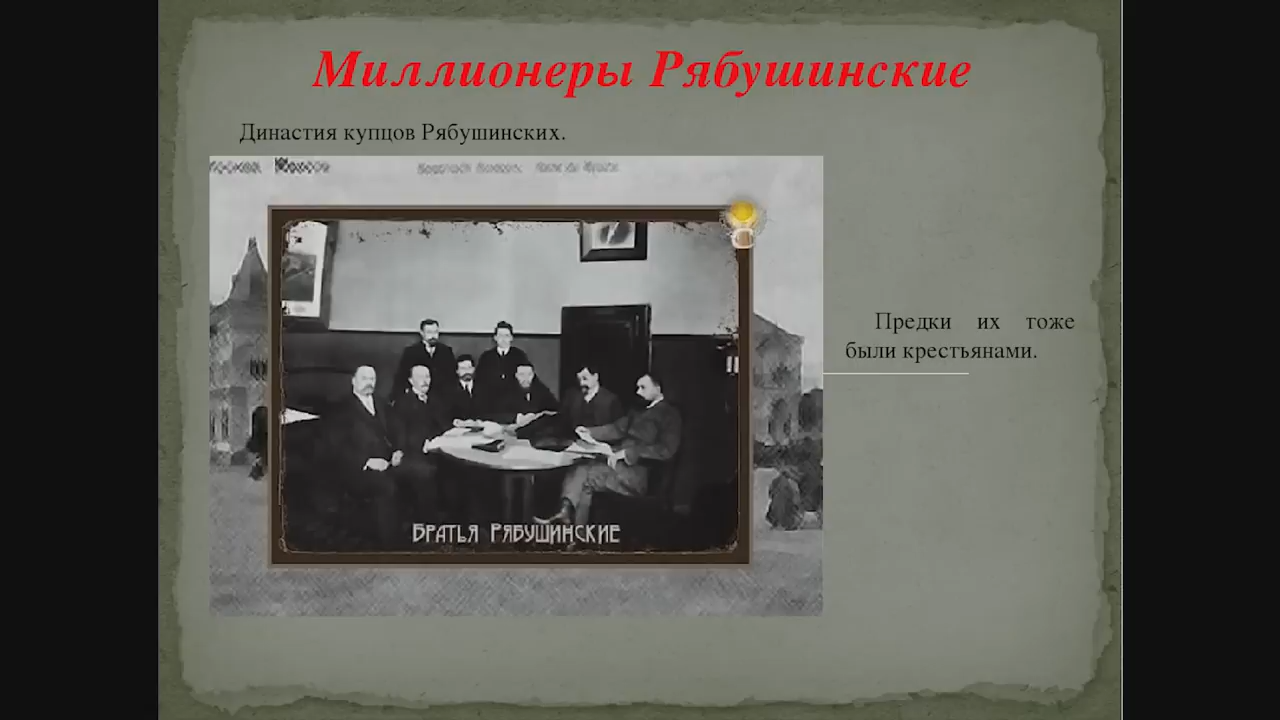 Миллионеры Рябушинские
Династия купцов Рябушинских.
Предки их тоже
были крестьянами.
БРАТЬЯ РЯБУШИНСКИЕ